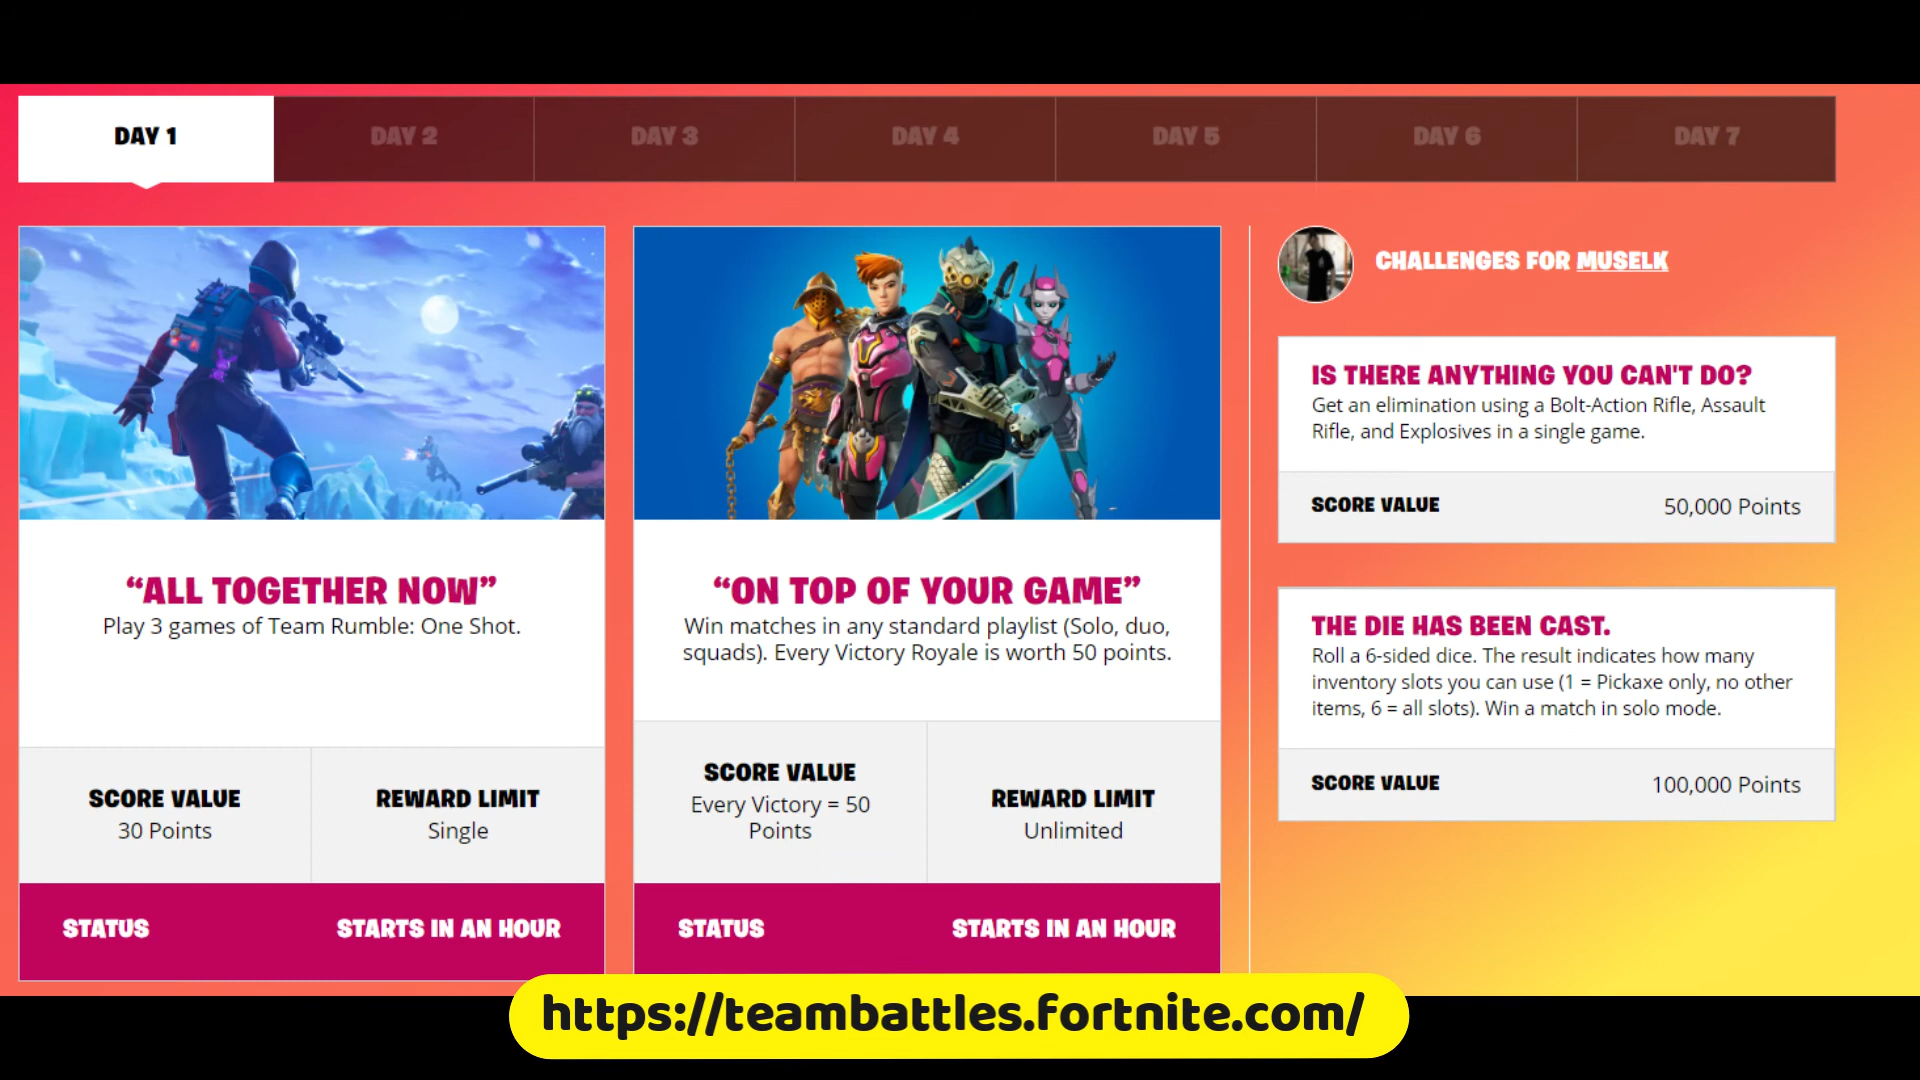 DAY 1
DAY 2
DAY 3
DAY 4
DAY 5
DAY 6
DAY 7
“ALL TOGETHER NOW”
Play 3 games of Team Rumble: One Shot.
SCORE VALUE
30 Points
REWARD LIMIT
Single
STATUS
STARTS IN AN HOUR
“ON TOP OF YOUR GAME”
Win matches in any standard playlist (Solo, duo,
squads). Every Victory Royale is worth 50 points.
SCORE VALUE
Every Victory = 50
Points
REWARD LIMIT
Unlimited
STATUS
STARTS IN AN HOUR
CHALLENGES FOR MUSELK
IS THERE ANYTHING YOU CAN'T DO?
Get an elimination using a Bolt-Action Rifle, Assault
Rifle, and Explosives in a single game.
SCORE VALUE
50,000 Points
THE DIE HAS BEEN CAST.
Roll a 6-sided dice. The result indicates how many
inventory slots you can use (1 = Pickaxe only, no other
items, 6 = all slots). Win a match in solo mode.
SCORE VALUE
100,000 Points
https://teambattles.fortnite.com/